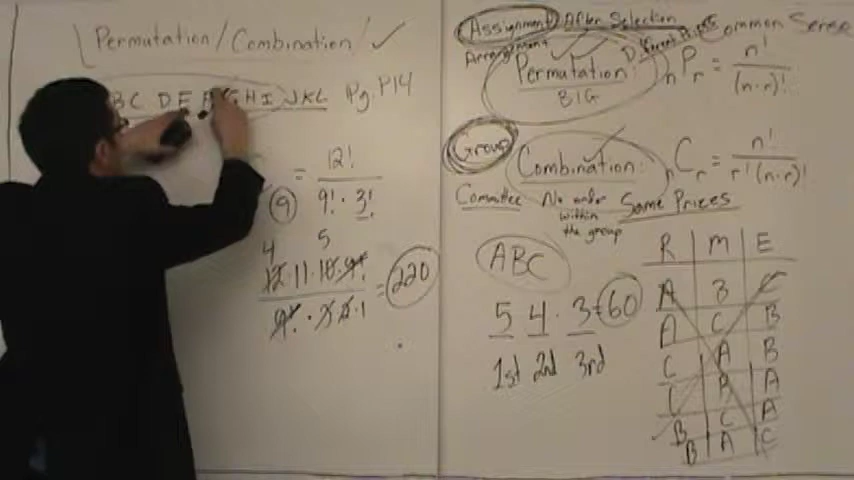 Permutation/Combination/✓
BC DE F G H I JKL Pg. P14
= 12! / 9! · 3!
9
4 5
12·11·10·9! / 9!·3·2·1 = 220
Assignment After Selection
Arrangement Different Prizes Common Sense
Permutation: nPr = n! / (n-r)!
BIG
Group
Combination: nCr = n! / r!(n-r)!
Committee No order within the group Same Prices
ABC
5 4 · 3 = 60
1st 2nd 3rd
R M E
A B C
A C B
C A B
C B A
B C A
B A C